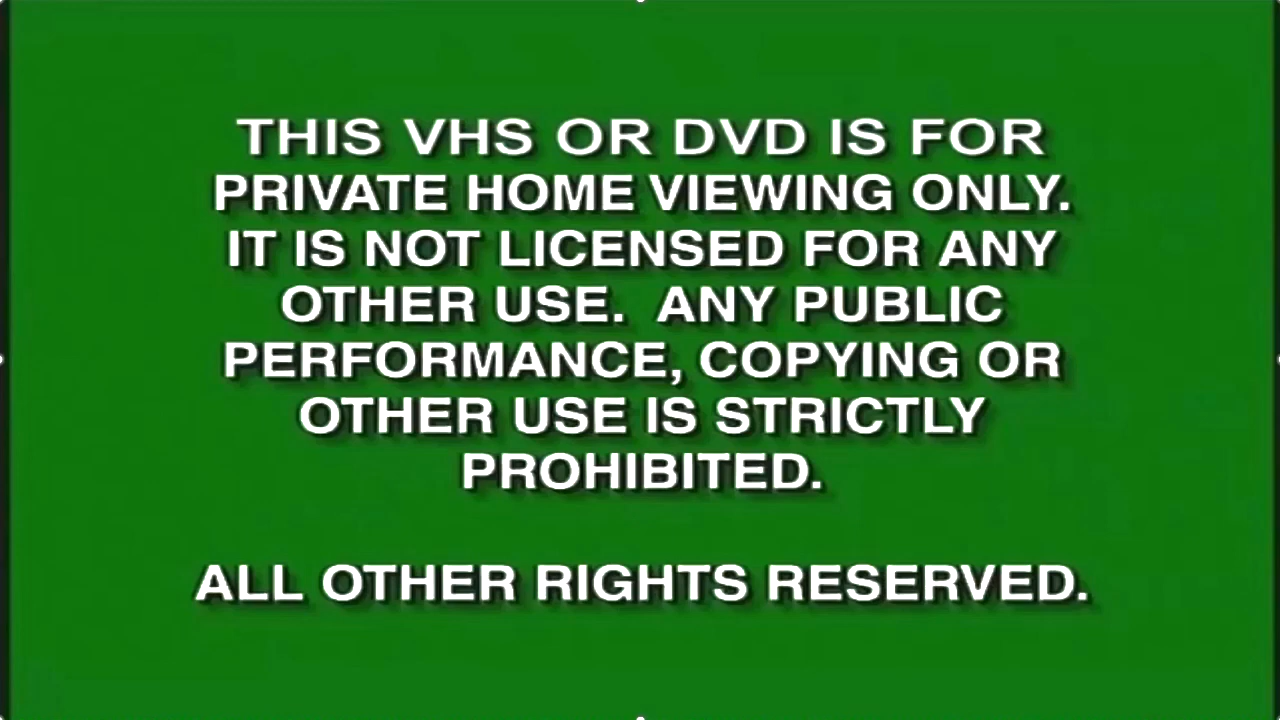 THIS VHS OR DVD IS FOR
PRIVATE HOME VIEWING ONLY.
IT IS NOT LICENSED FOR ANY
OTHER USE.  ANY PUBLIC
PERFORMANCE, COPYING OR
OTHER USE IS STRICTLY
PROHIBITED.
ALL OTHER RIGHTS RESERVED.